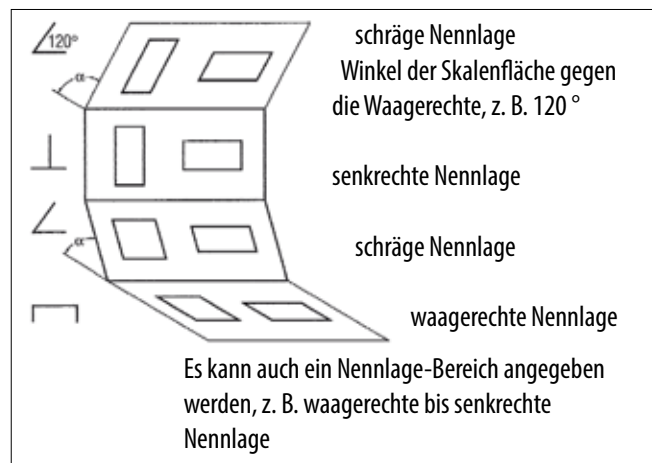 120°
schräge Nennlage
Winkel der Skalenfläche gegen
die Waagerechte, z. B. 120 °
α
senkrechte Nennlage
schräge Nennlage
α
waagerechte Nennlage
Es kann auch ein Nennlage-Bereich angegeben
werden, z. B. waagerechte bis senkrechte
Nennlage